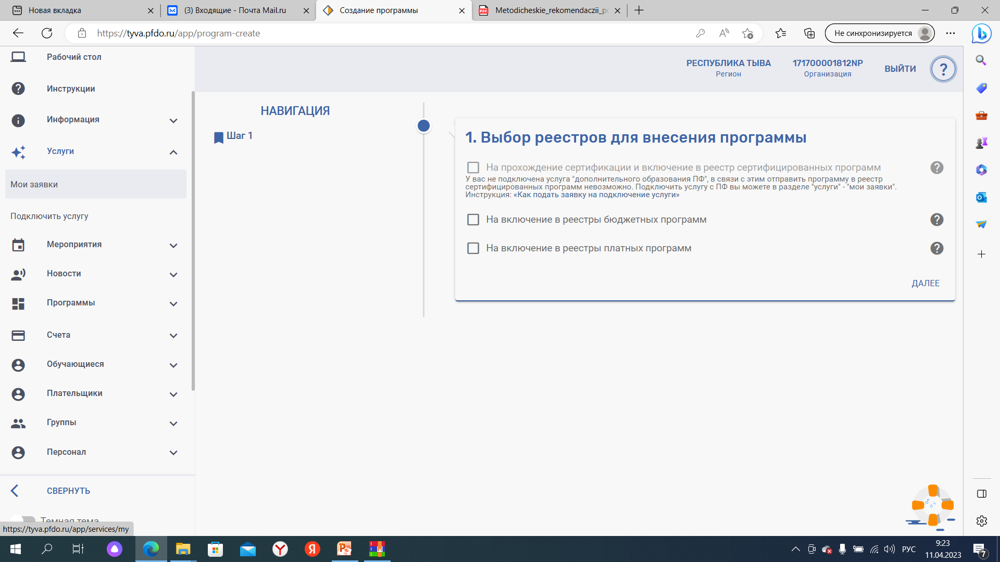 Новая вкладка
(3) Входящие - Почта Mail.ru
Создание программы
Metodicheskie_rekomendaczii_p
https://tyva.pfdo.ru/app/program-create
Не синхронизируется
Рабочий стол
Инструкции
Информация
Услуги
Мои заявки
Подключить услугу
Мероприятия
Новости
Программы
Счета
Обучающиеся
Плательщики
Группы
Персонал
СВЕРНУТЬ
Темная тема
https://tyva.pfdo.ru/app/services/my
РЕСПУБЛИКА ТЫВА
Регион
171700001812NP
Организация
ВЫЙТИ
?
НАВИГАЦИЯ
Шаг 1
1. Выбор реестров для внесения программы
На прохождение сертификации и включение в реестр сертифицированных программ
У вас не подключена услуга "дополнительного образования ПФ", в связи с этим отправить программу в реестр
сертифицированных программ невозможно. Подключить услугу с ПФ вы можете в разделе "услуги" - "мои заявки".
Инструкция: «Как подать заявку на подключение услуги»
На включение в реестры бюджетных программ
На включение в реестры платных программ
ДАЛЕЕ
РУС
9:23
11.04.2023
7